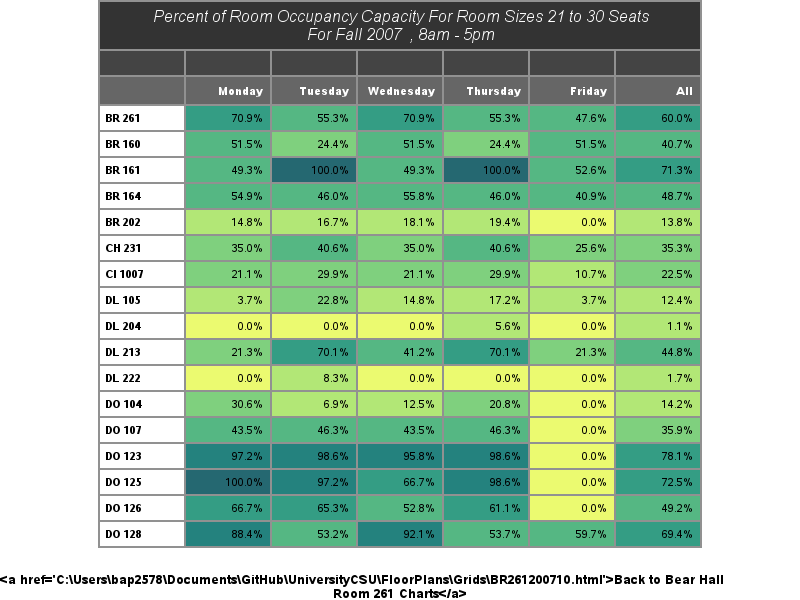 Percent of Room Occupancy Capacity For Room Sizes 21 to 30 Seats
For Fall 2007 , 8am - 5pm
Monday Tuesday Wednesday Thursday Friday All
BR 261 70.9% 55.3% 70.9% 55.3% 47.6% 60.0%
BR 160 51.5% 24.4% 51.5% 24.4% 51.5% 40.7%
BR 161 49.3% 100.0% 49.3% 100.0% 52.6% 71.3%
BR 164 54.9% 46.0% 55.8% 46.0% 40.9% 48.7%
BR 202 14.8% 16.7% 18.1% 19.4% 0.0% 13.8%
CH 231 35.0% 40.6% 35.0% 40.6% 25.6% 35.3%
CI 1007 21.1% 29.9% 21.1% 29.9% 10.7% 22.5%
DL 105 3.7% 22.8% 14.8% 17.2% 3.7% 12.4%
DL 204 0.0% 0.0% 0.0% 5.6% 0.0% 1.1%
DL 213 21.3% 70.1% 41.2% 70.1% 21.3% 44.8%
DL 222 0.0% 8.3% 0.0% 0.0% 0.0% 1.7%
DO 104 30.6% 6.9% 12.5% 20.8% 0.0% 14.2%
DO 107 43.5% 46.3% 43.5% 46.3% 0.0% 35.9%
DO 123 97.2% 98.6% 95.8% 98.6% 0.0% 78.1%
DO 125 100.0% 97.2% 66.7% 98.6% 0.0% 72.5%
DO 126 66.7% 65.3% 52.8% 61.1% 0.0% 49.2%
DO 128 88.4% 53.2% 92.1% 53.7% 59.7% 69.4%
<a href='C:\Users\bap2578\Documents\GitHub\UniversityCSU\FloorPlans\Grids\BR261200710.html'>Back to Bear Hall
Room 261 Charts</a>